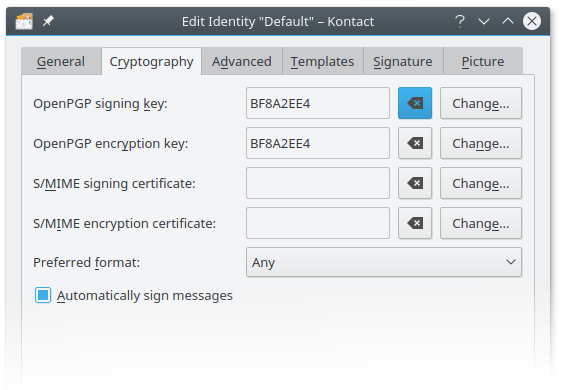 Edit Identity "Default" – Kontact
General Cryptography Advanced Templates Signature Picture
OpenPGP signing key: BF8A2EE4 Change...
OpenPGP encryption key: BF8A2EE4 Change...
S/MIME signing certificate: Change...
S/MIME encryption certificate: Change...
Preferred format: Any
Automatically sign messages